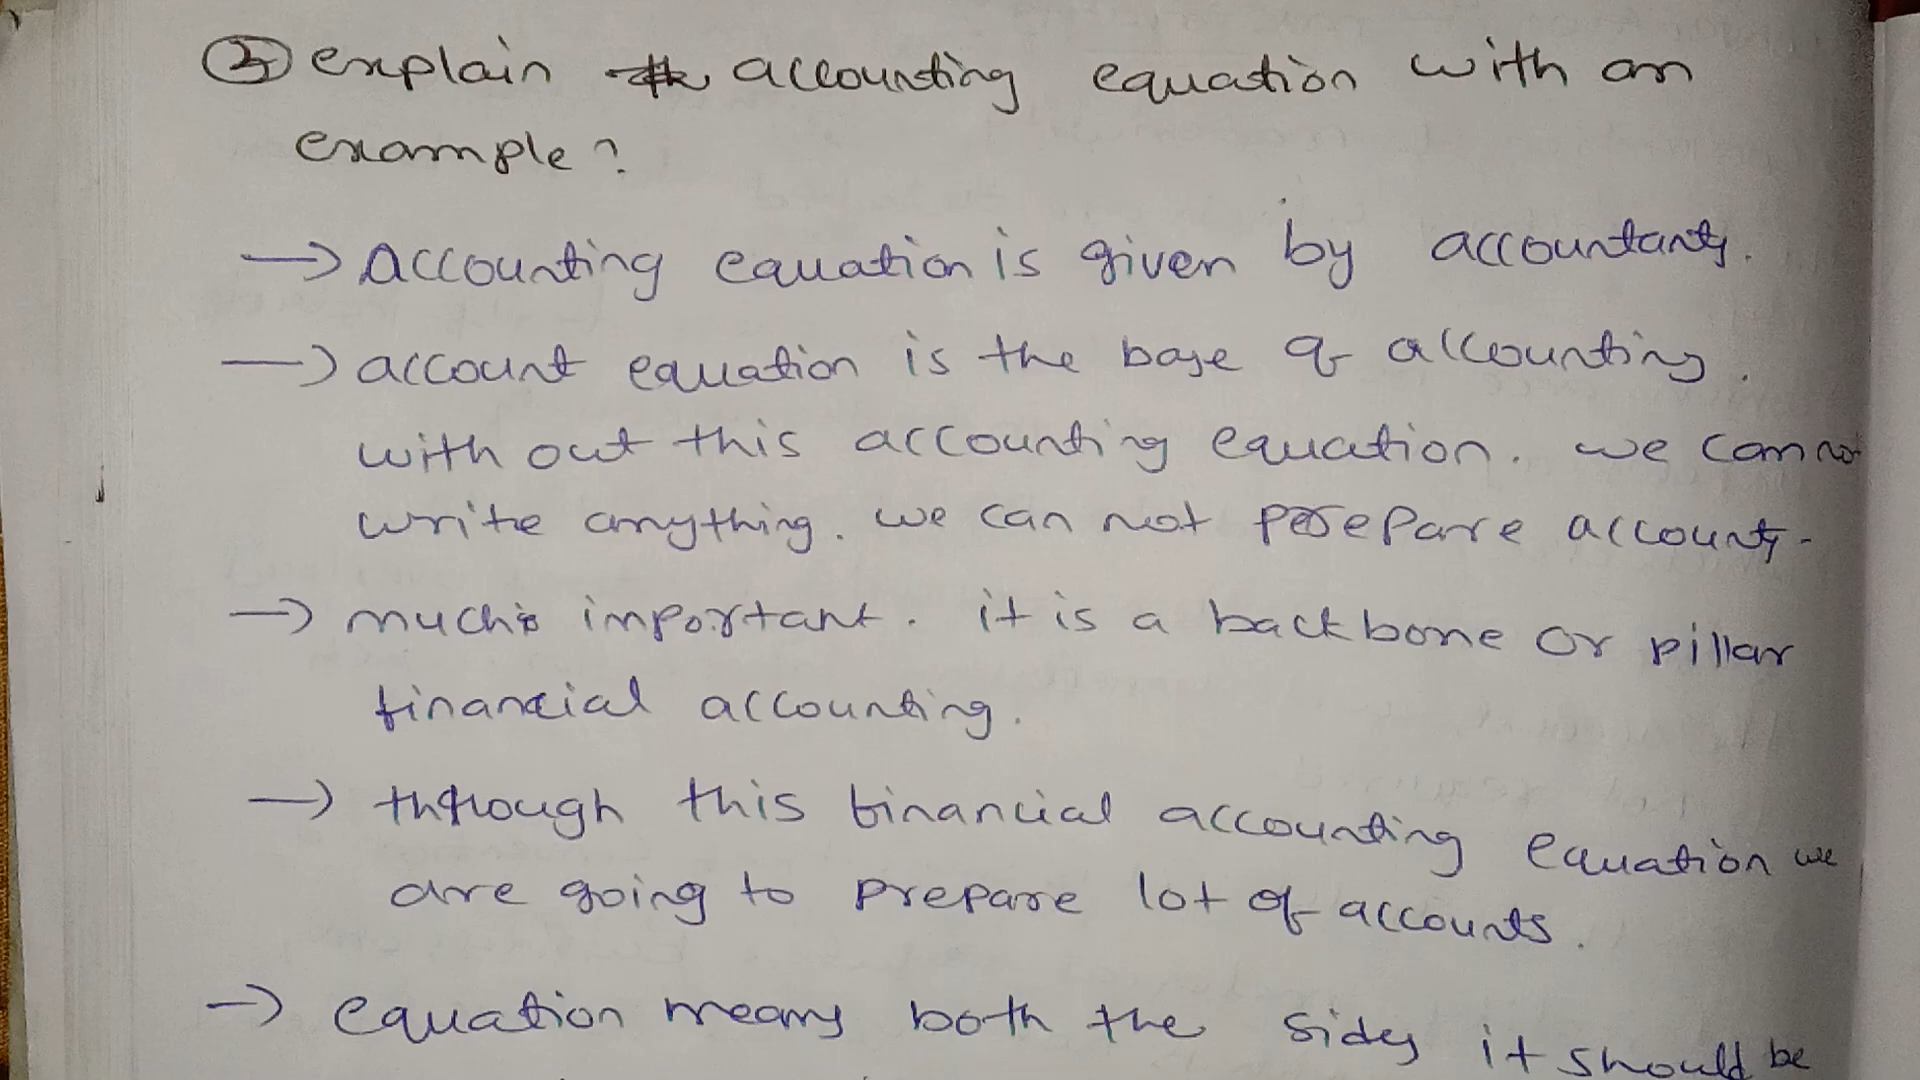 ③ explain accounting equation with an
example?
→ Accounting equation is given by accountants.
→ account equation is the base of accounting.
with out this accounting equation. we can not
write anything. we can not prepare accounts.
→ much important. it is a backbone or pillar
financial accounting.
→ through this financial accounting equation we
are going to prepare lot of accounts.
→ equation means both the sides it should be